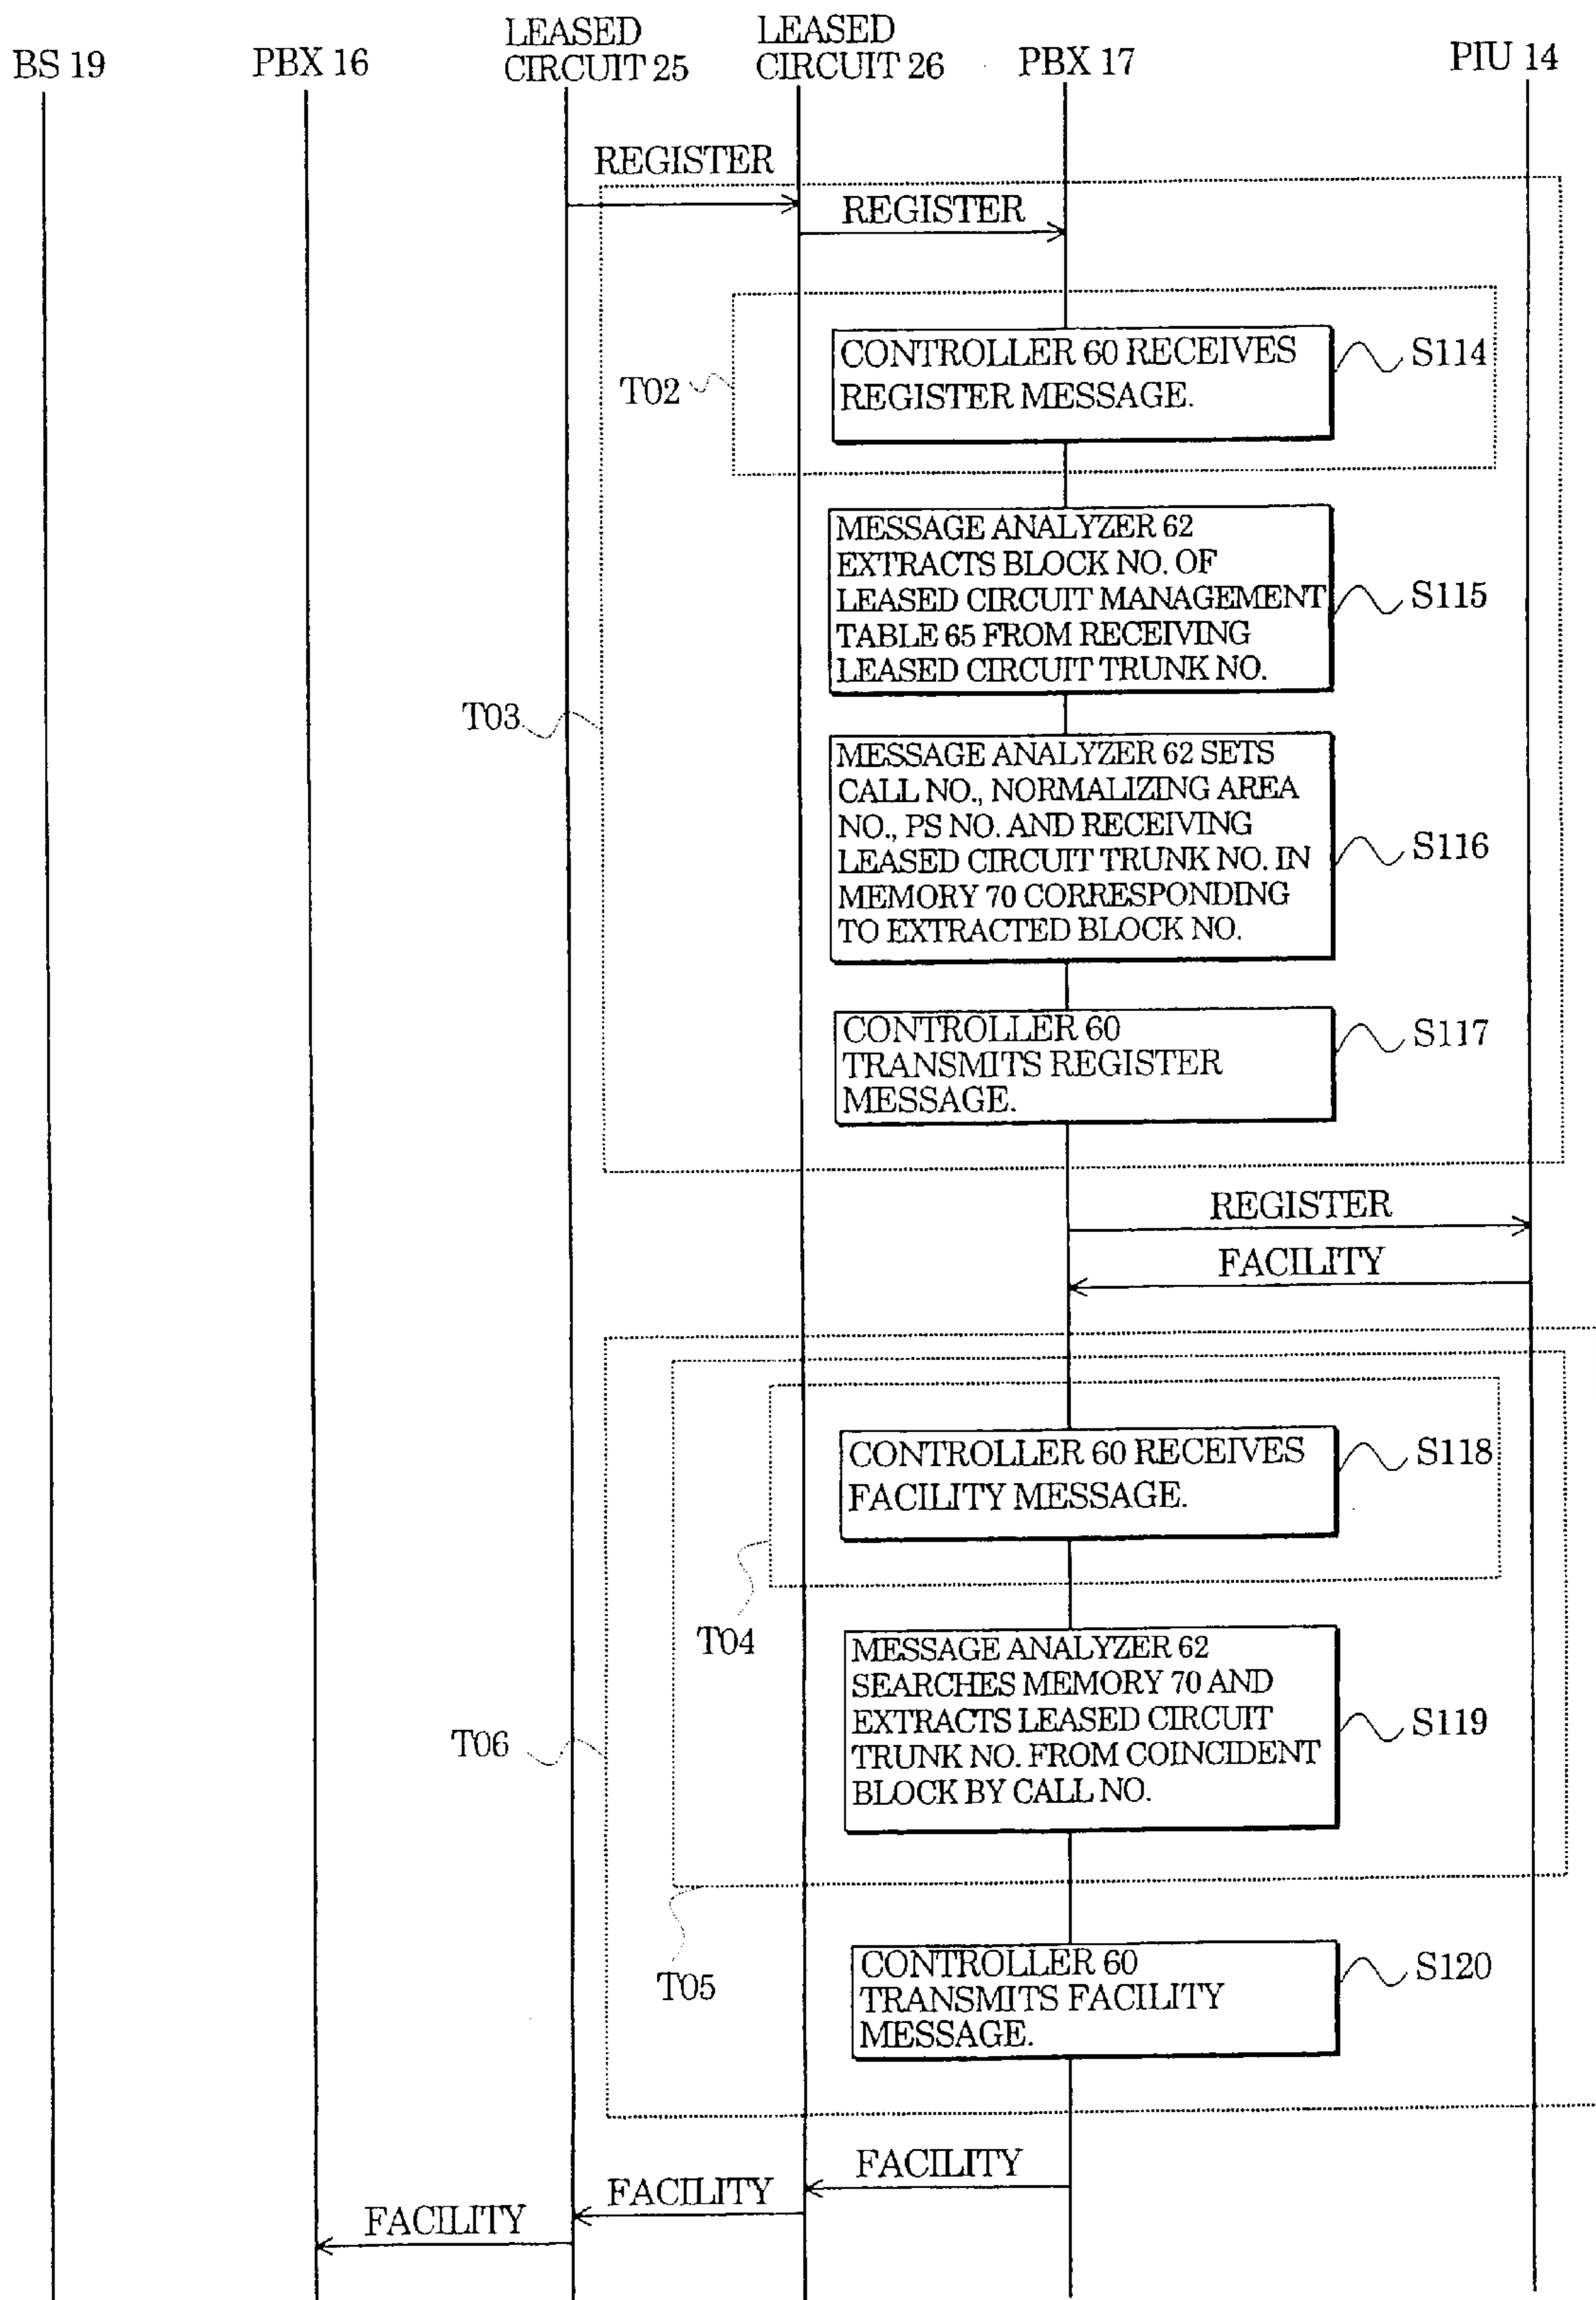 BS 19
PBX 16
LEASED
CIRCUIT 25
LEASED
CIRCUIT 26
PBX 17
PIU 14
REGISTER
REGISTER
CONTROLLER 60 RECEIVES
REGISTER MESSAGE.
S114
T02
MESSAGE ANALYZER 62
EXTRACTS BLOCK NO. OF
LEASED CIRCUIT MANAGEMENT
TABLE 65 FROM RECEIVING
LEASED CIRCUIT TRUNK NO.
S115
T03
MESSAGE ANALYZER 62 SETS
CALL NO., NORMALIZING AREA
NO., PS NO. AND RECEIVING
LEASED CIRCUIT TRUNK NO. IN
MEMORY 70 CORRESPONDING
TO EXTRACTED BLOCK NO.
S116
CONTROLLER 60
TRANSMITS REGISTER
MESSAGE.
S117
REGISTER
FACILITY
CONTROLLER 60 RECEIVES
FACILITY MESSAGE.
S118
T04
MESSAGE ANALYZER 62
SEARCHES MEMORY 70 AND
EXTRACTS LEASED CIRCUIT
TRUNK NO. FROM COINCIDENT
BLOCK BY CALL NO.
S119
T06
T05
CONTROLLER 60
TRANSMITS FACILITY
MESSAGE.
S120
FACILITY
FACILITY
FACILITY